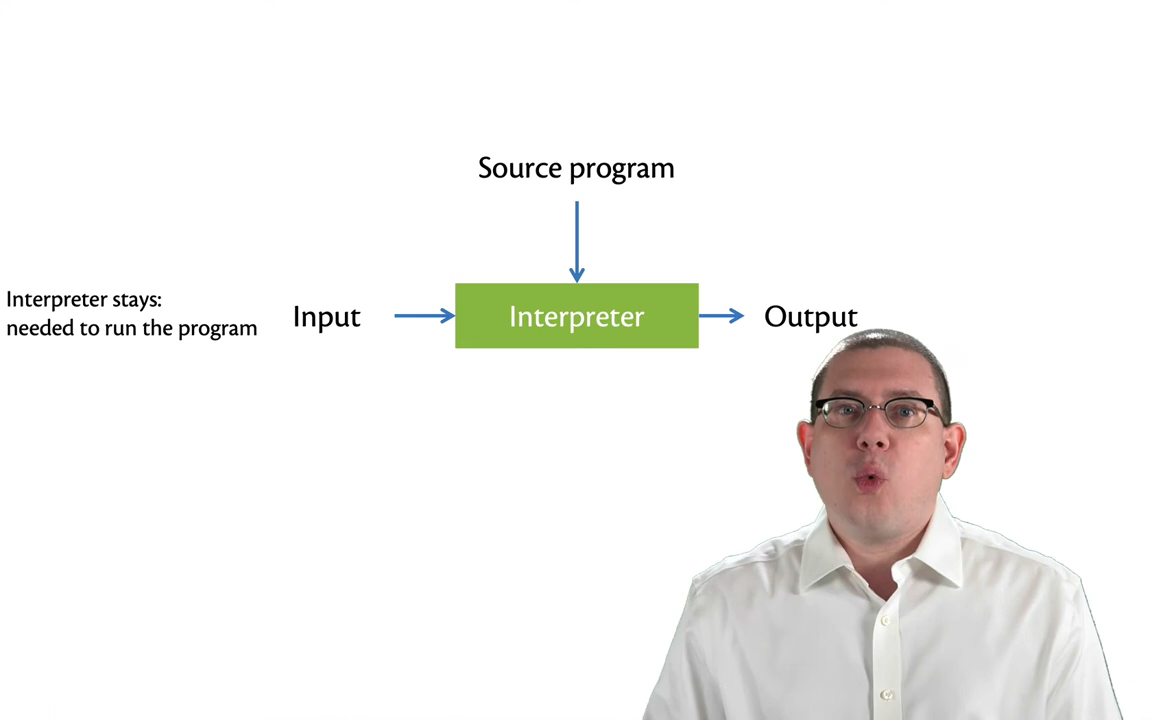 Source program
Interpreter stays:
needed to run the program
Input
Interpreter
Output